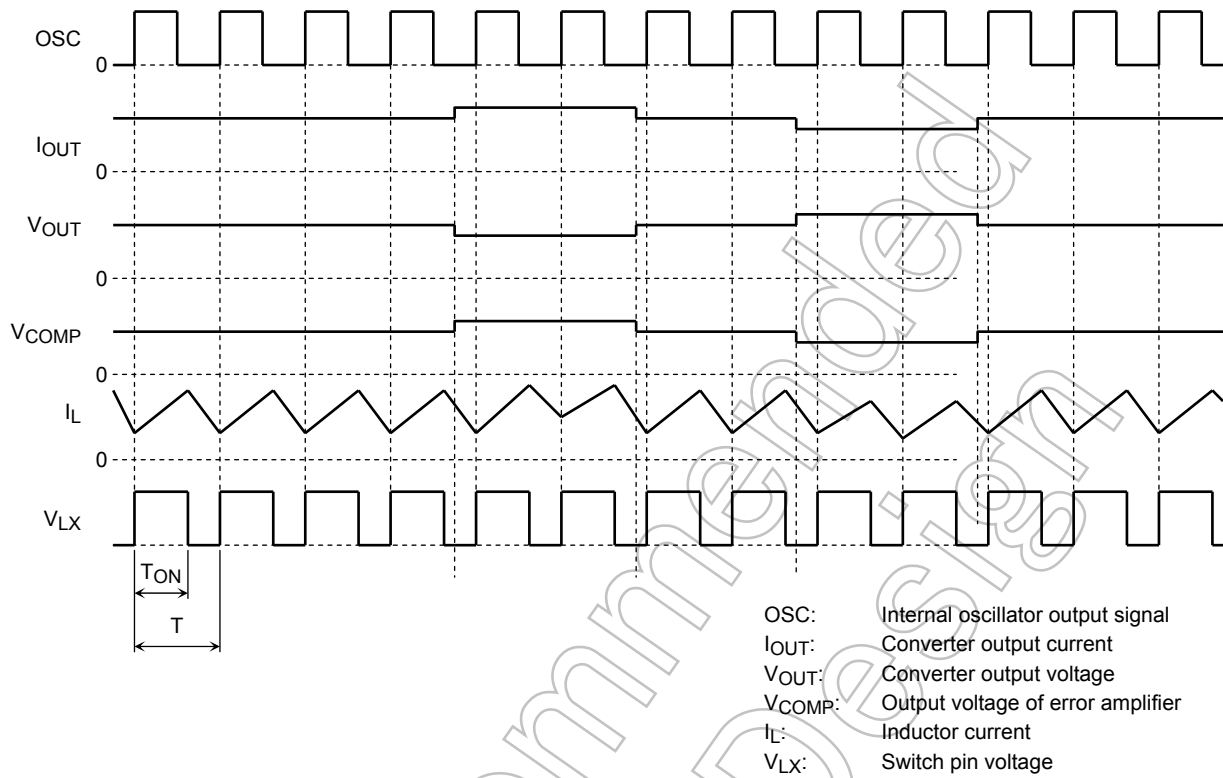 OSC
0
IOUT
0
VOUT
0
VCOMP
0
IL
0
VLX
TON
T
OSC: Internal oscillator output signal
IOUT: Converter output current
VOUT: Converter output voltage
VCOMP: Output voltage of error amplifier
IL: Inductor current
VLX: Switch pin voltage
ommended
Design